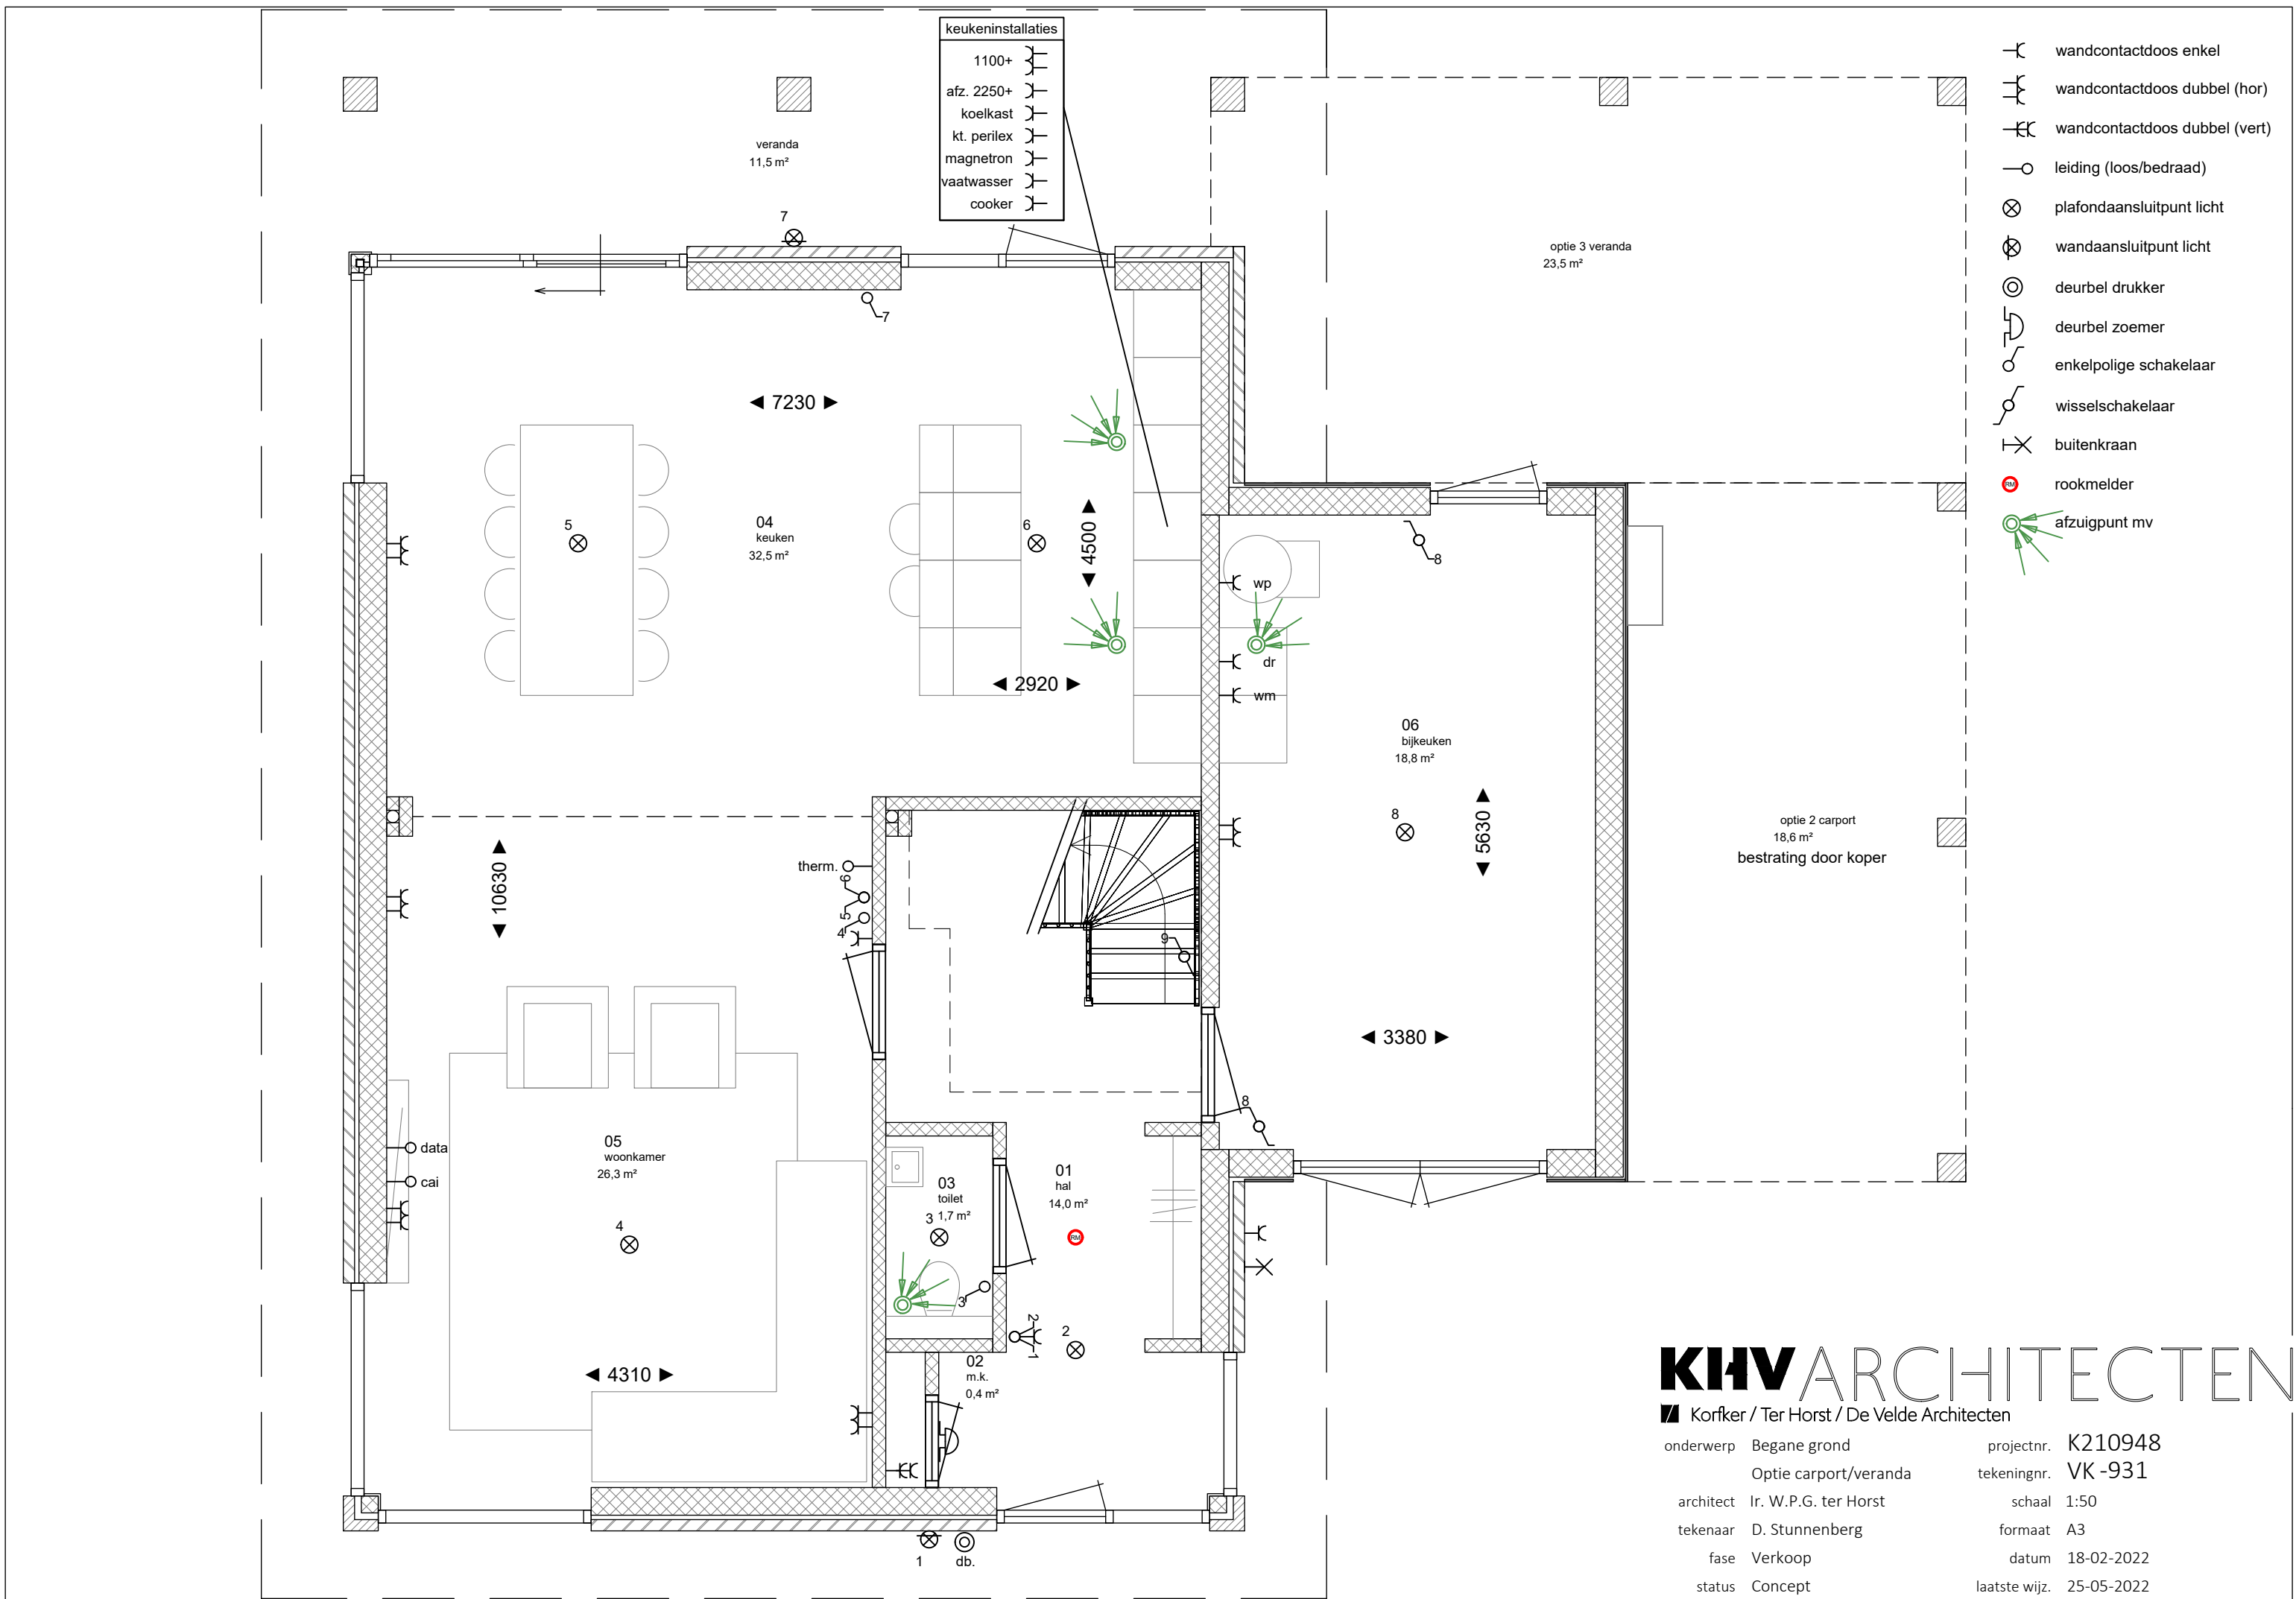 keukeninstallaties
1100+
afz. 2250+
koelkast
kt. perilex
magnetron
vaatwasser
cooker
wandcontactdoos enkel
wandcontactdoos dubbel (hor)
wandcontactdoos dubbel (vert)
leiding (loos/bedraad)
plafondaansluitpunt licht
wandaansluitpunt licht
deurbel drukker
deurbel zoemer
enkelpolige schakelaar
wisselschakelaar
buitenkraan
RM rookmelder
afzuigpunt mv
veranda
11,5 m²
7
7
optie 3 veranda
23,5 m²
7230
5
04
keuken
32,5 m²
6
4500
2920
8
wp
dr
wm
06
bijkeuken
18,8 m²
8
5630
optie 2 carport
18,6 m²
bestrating door koper
10630
therm.
6
5
4
9
3380
8
data
cai
05
woonkamer
26,3 m²
4
03
toilet
1,7 m²
3
3
01
hal
14,0 m²
RM
2
1
2
02
m.k.
0,4 m²
4310
1
db.
KHV ARCHITECTEN
Korfker / Ter Horst / De Velde Architecten
onderwerp Begane grond projectnr. K210948
Optie carport/veranda tekeningnr. VK -931
architect Ir. W.P.G. ter Horst schaal 1:50
tekenaar D. Stunnenberg formaat A3
fase Verkoop datum 18-02-2022
status Concept laatste wijz. 25-05-2022